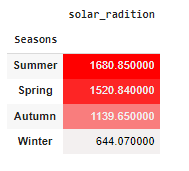 solar_radition
Seasons
Summer 1680.850000
Spring 1520.840000
Autumn 1139.650000
Winter 644.070000